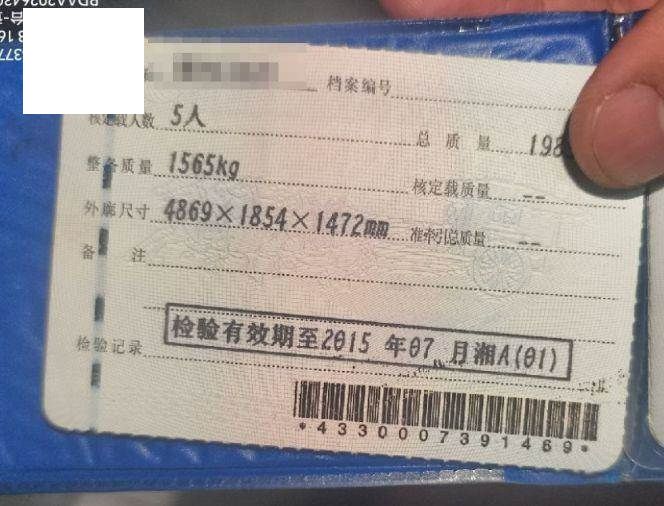 档案编号
核定载人数 5人 总质量 198
整备质量 1565kg 核定载质量 --
外廓尺寸 4869×1854×1472mm 准牵引总质量 --
备注
检验记录 检验有效期至2015年07月湘A(01)
*4330007391469*